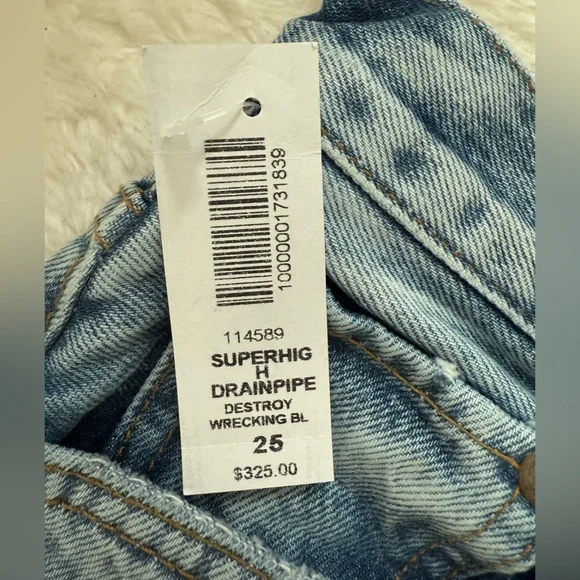 10000001731839
114589
SUPERHIG
H
DRAINPIPE
DESTROY
WRECKING BL
25
$325.00